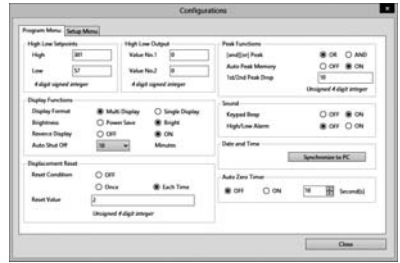 Configurations
Program Menu Setup Menu
High Low Setpoints
High 801
Low 57
4 digit signed integer
High Low Output
Value No.1 0
Value No.2 0
4 digit signed integer
Peak Functions
[and][or] Peak OR AND
Auto Peak Memory OFF ON
1st/2nd Peak Drop 10
Unsigned 4 digit integer
Display Functions
Display Format Multi Display Single Display
Brightness Power Save Bright
Reverse Display OFF ON
Auto Shut Off 10 Minutes
Sound
Keypad Beep OFF ON
High/Low Alarm OFF ON
Date and Time
Synchronize to PC
Displacement Reset
Reset Condition OFF
Once Each Time
Reset Value 2
Unsigned 4 digit integer
Auto Zero Timer
OFF ON 10 Second(s)
Close